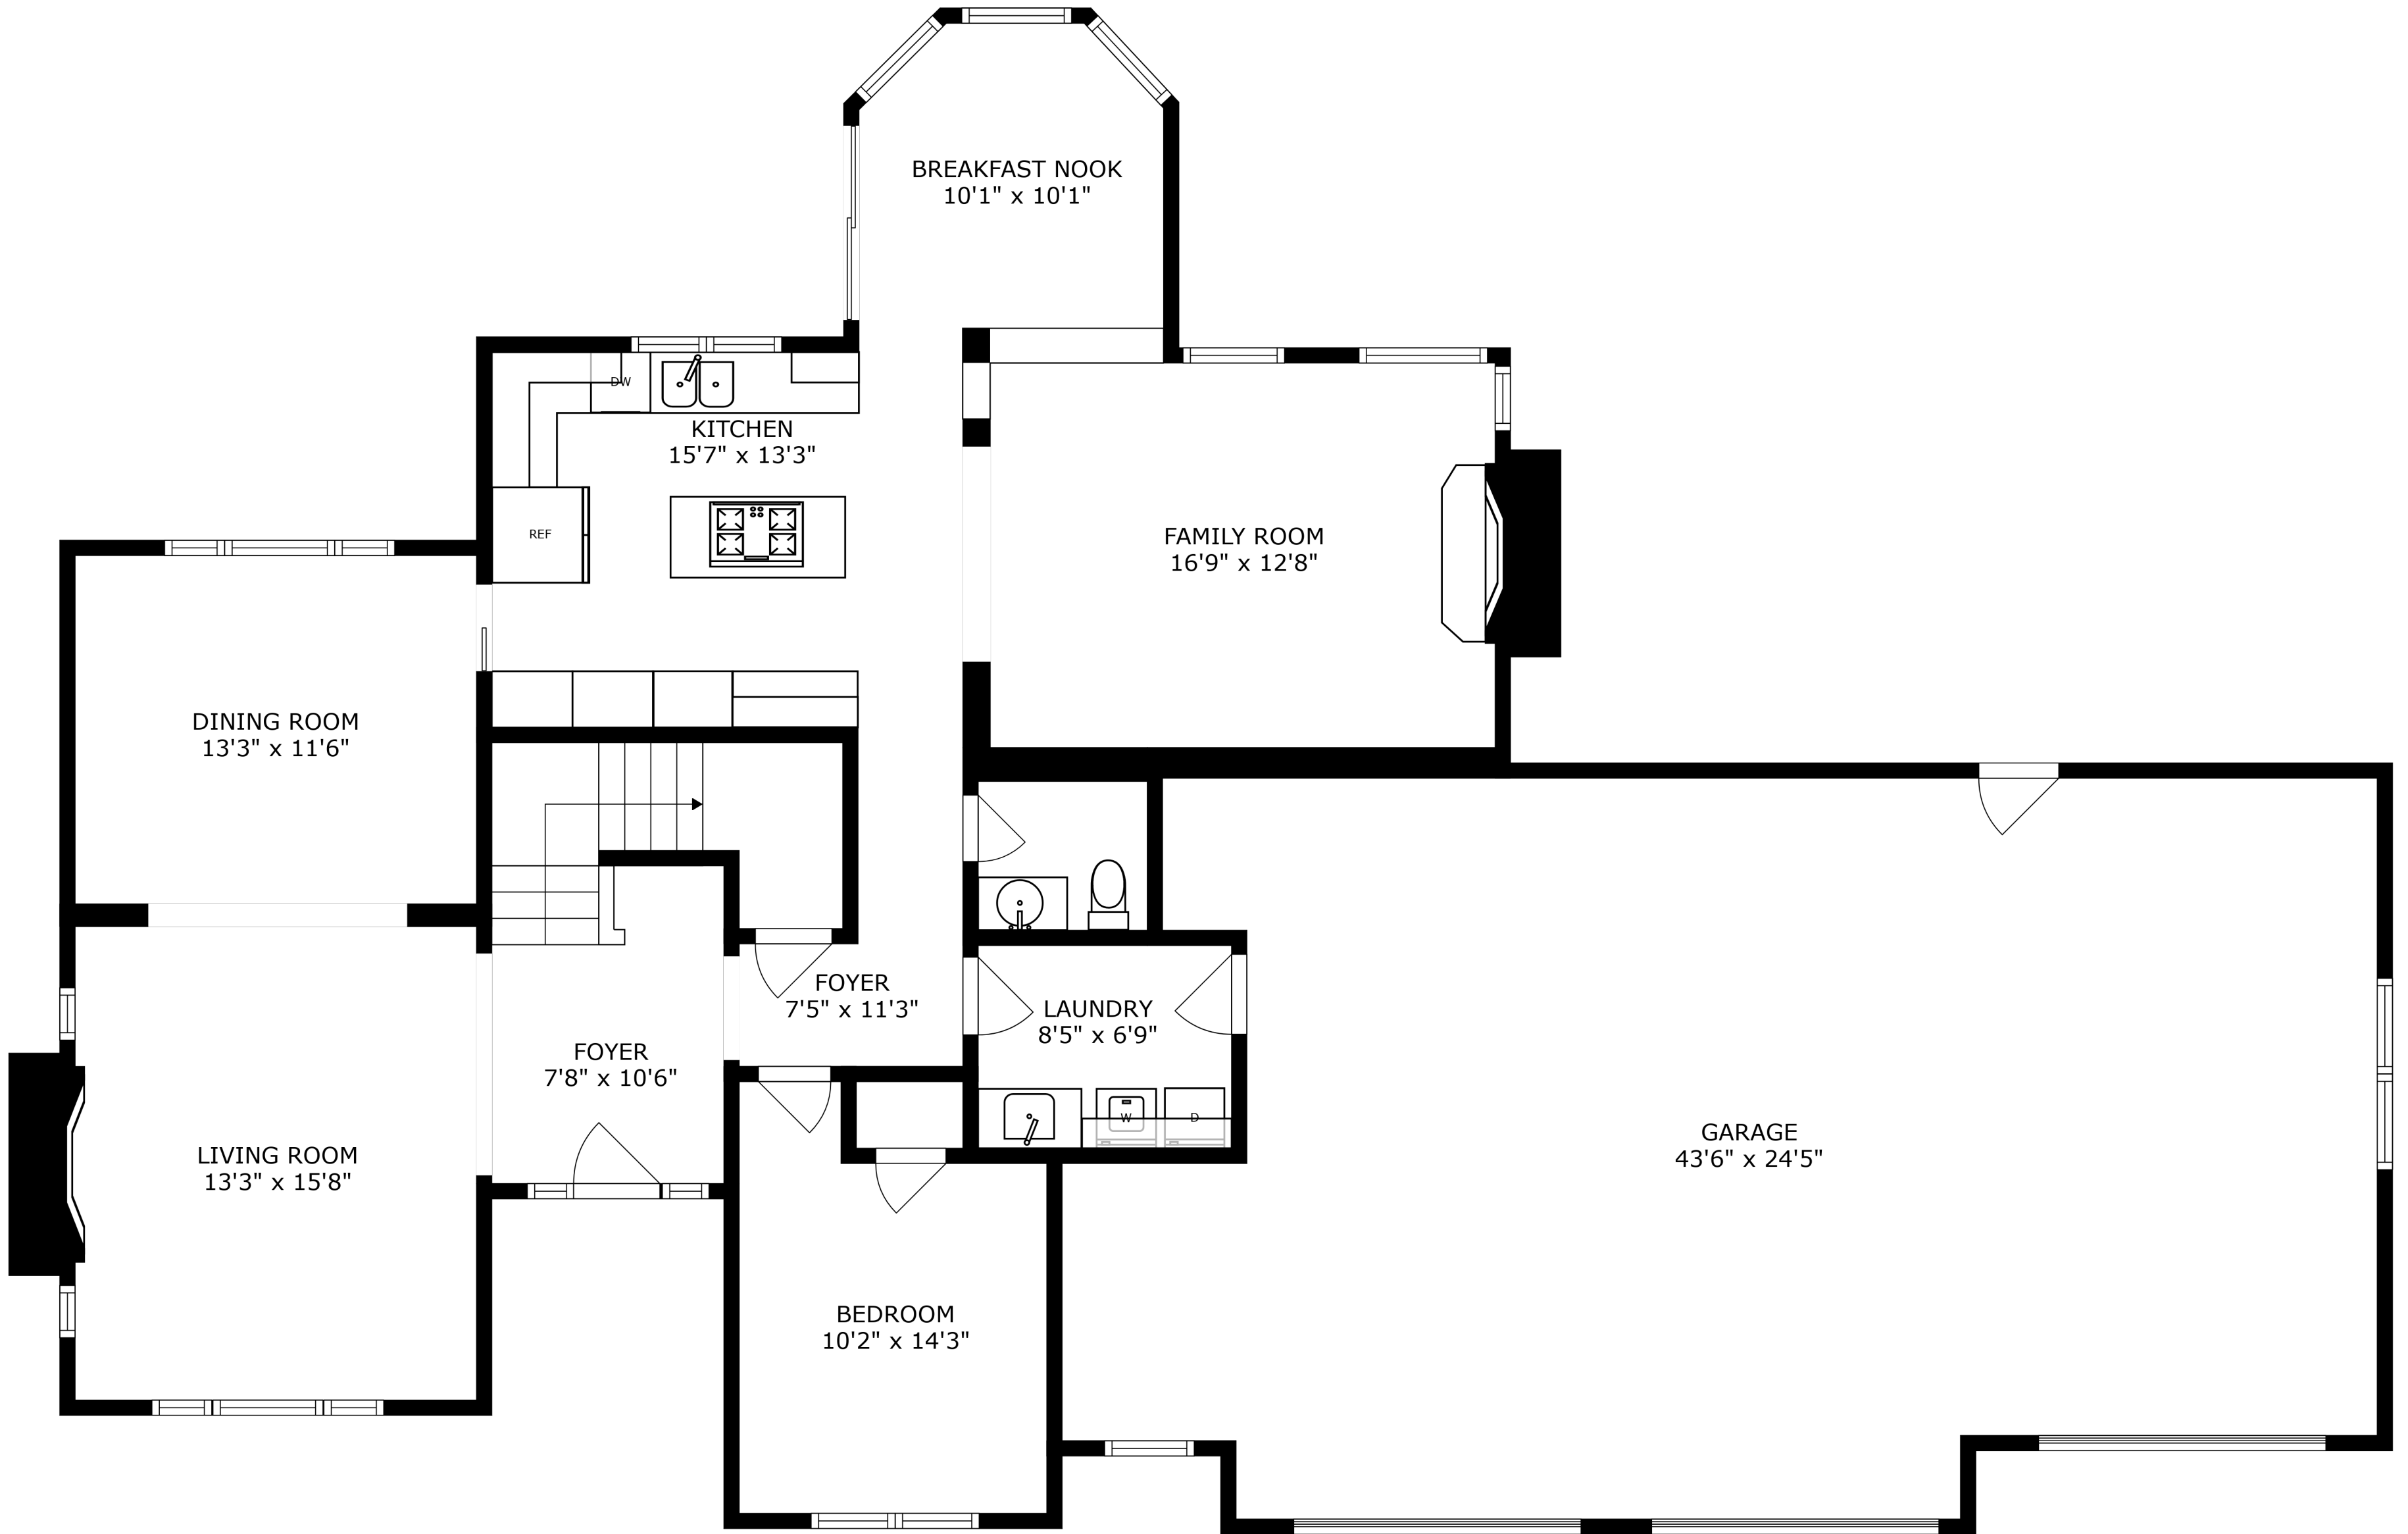 BREAKFAST NOOK
10'1" x 10'1"
DW
KITCHEN
15'7" x 13'3"
REF
FAMILY ROOM
16'9" x 12'8"
DINING ROOM
13'3" x 11'6"
FOYER
7'5" x 11'3"
LAUNDRY
8'5" x 6'9"
FOYER
7'8" x 10'6"
W
D
GARAGE
43'6" x 24'5"
LIVING ROOM
13'3" x 15'8"
BEDROOM
10'2" x 14'3"